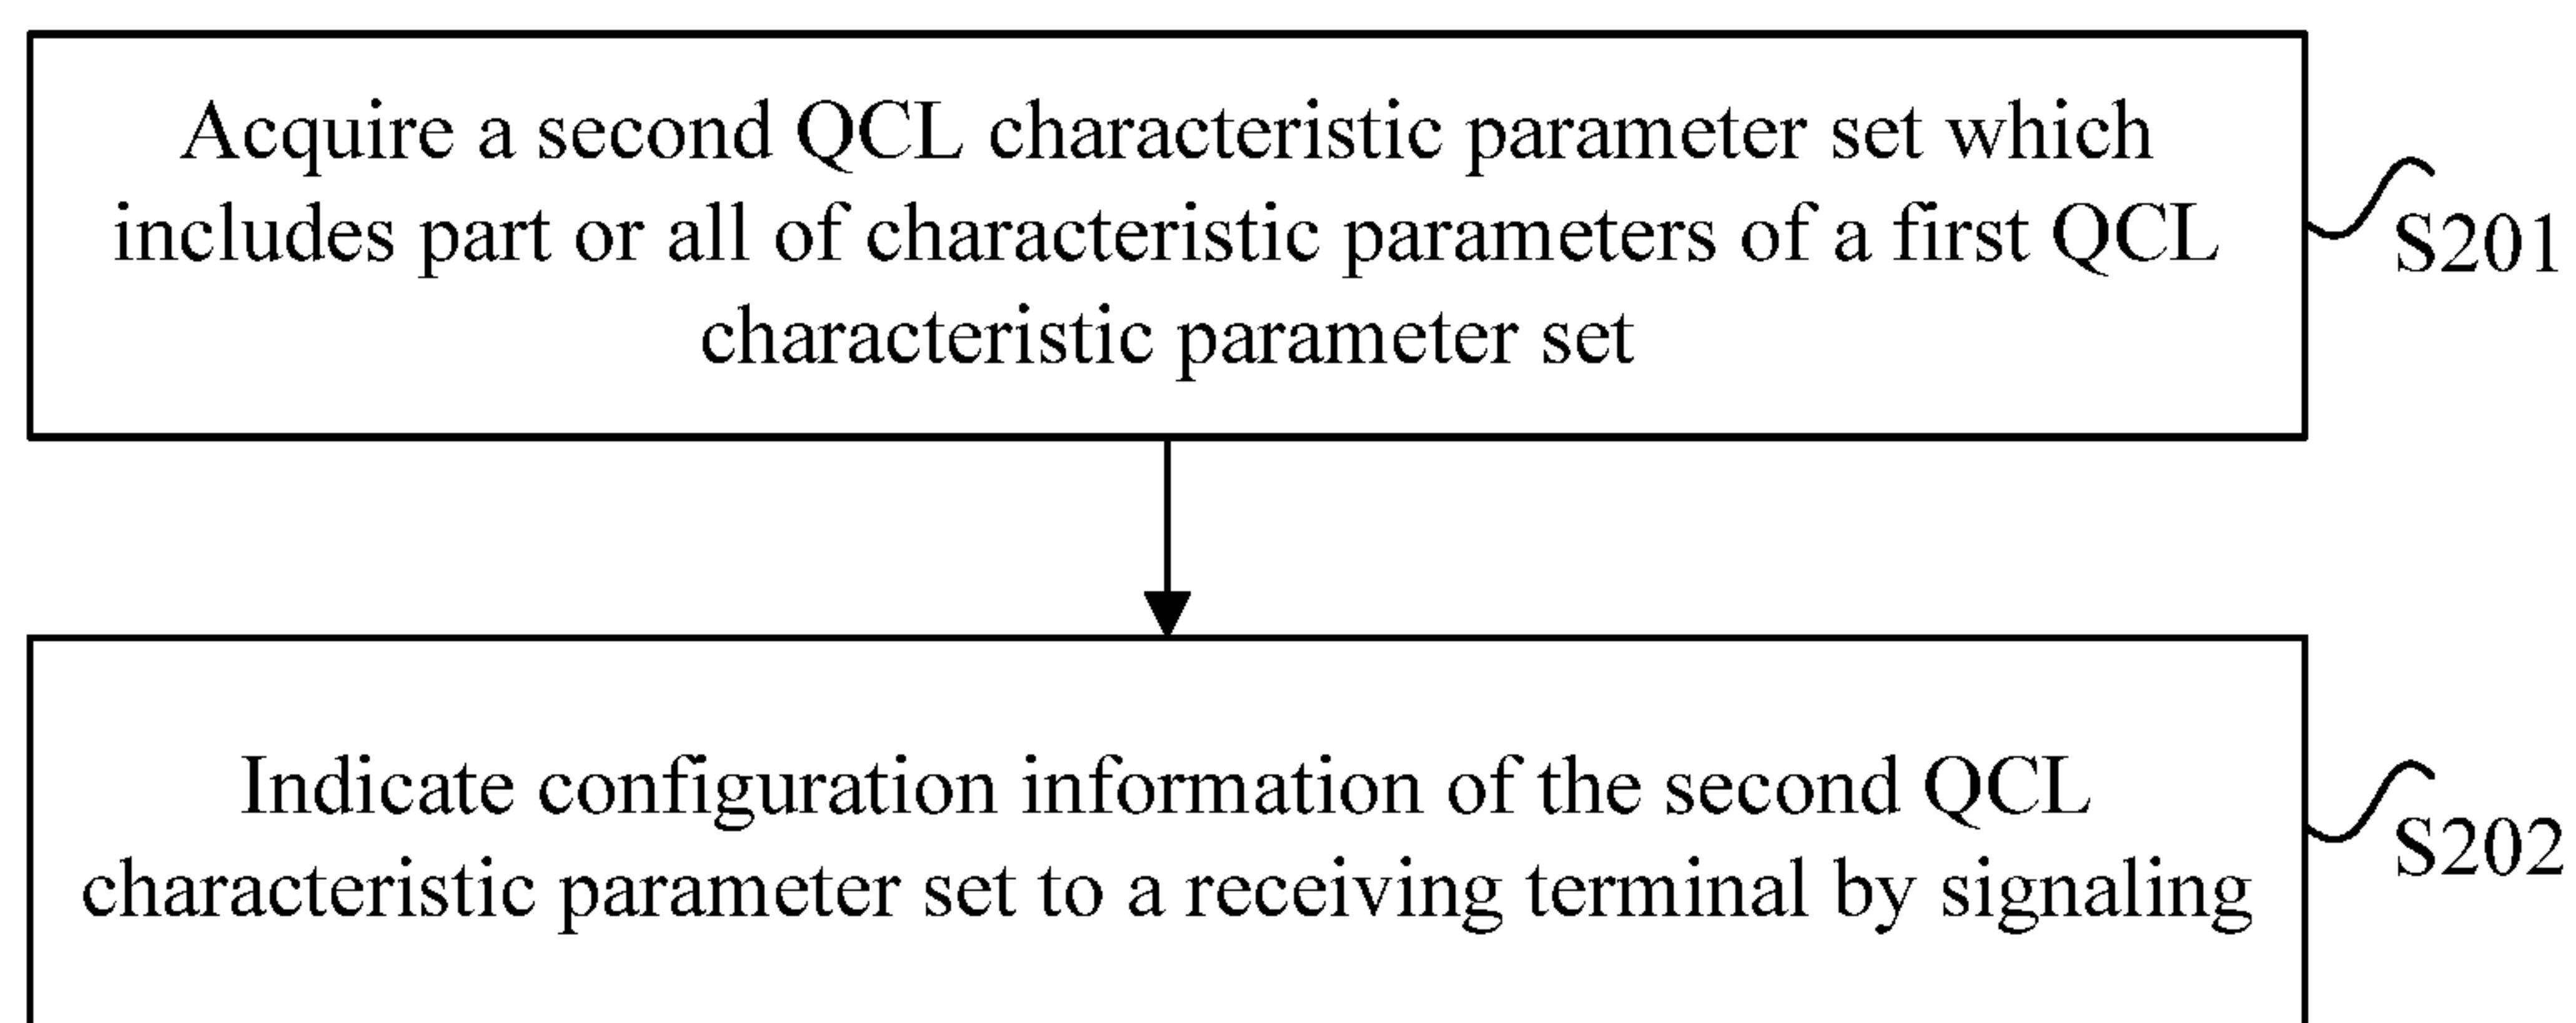 Acquire a second QCL characteristic parameter set which
includes part or all of characteristic parameters of a first QCL
characteristic parameter set
S201
Indicate configuration information of the second QCL
characteristic parameter set to a receiving terminal by signaling
S202